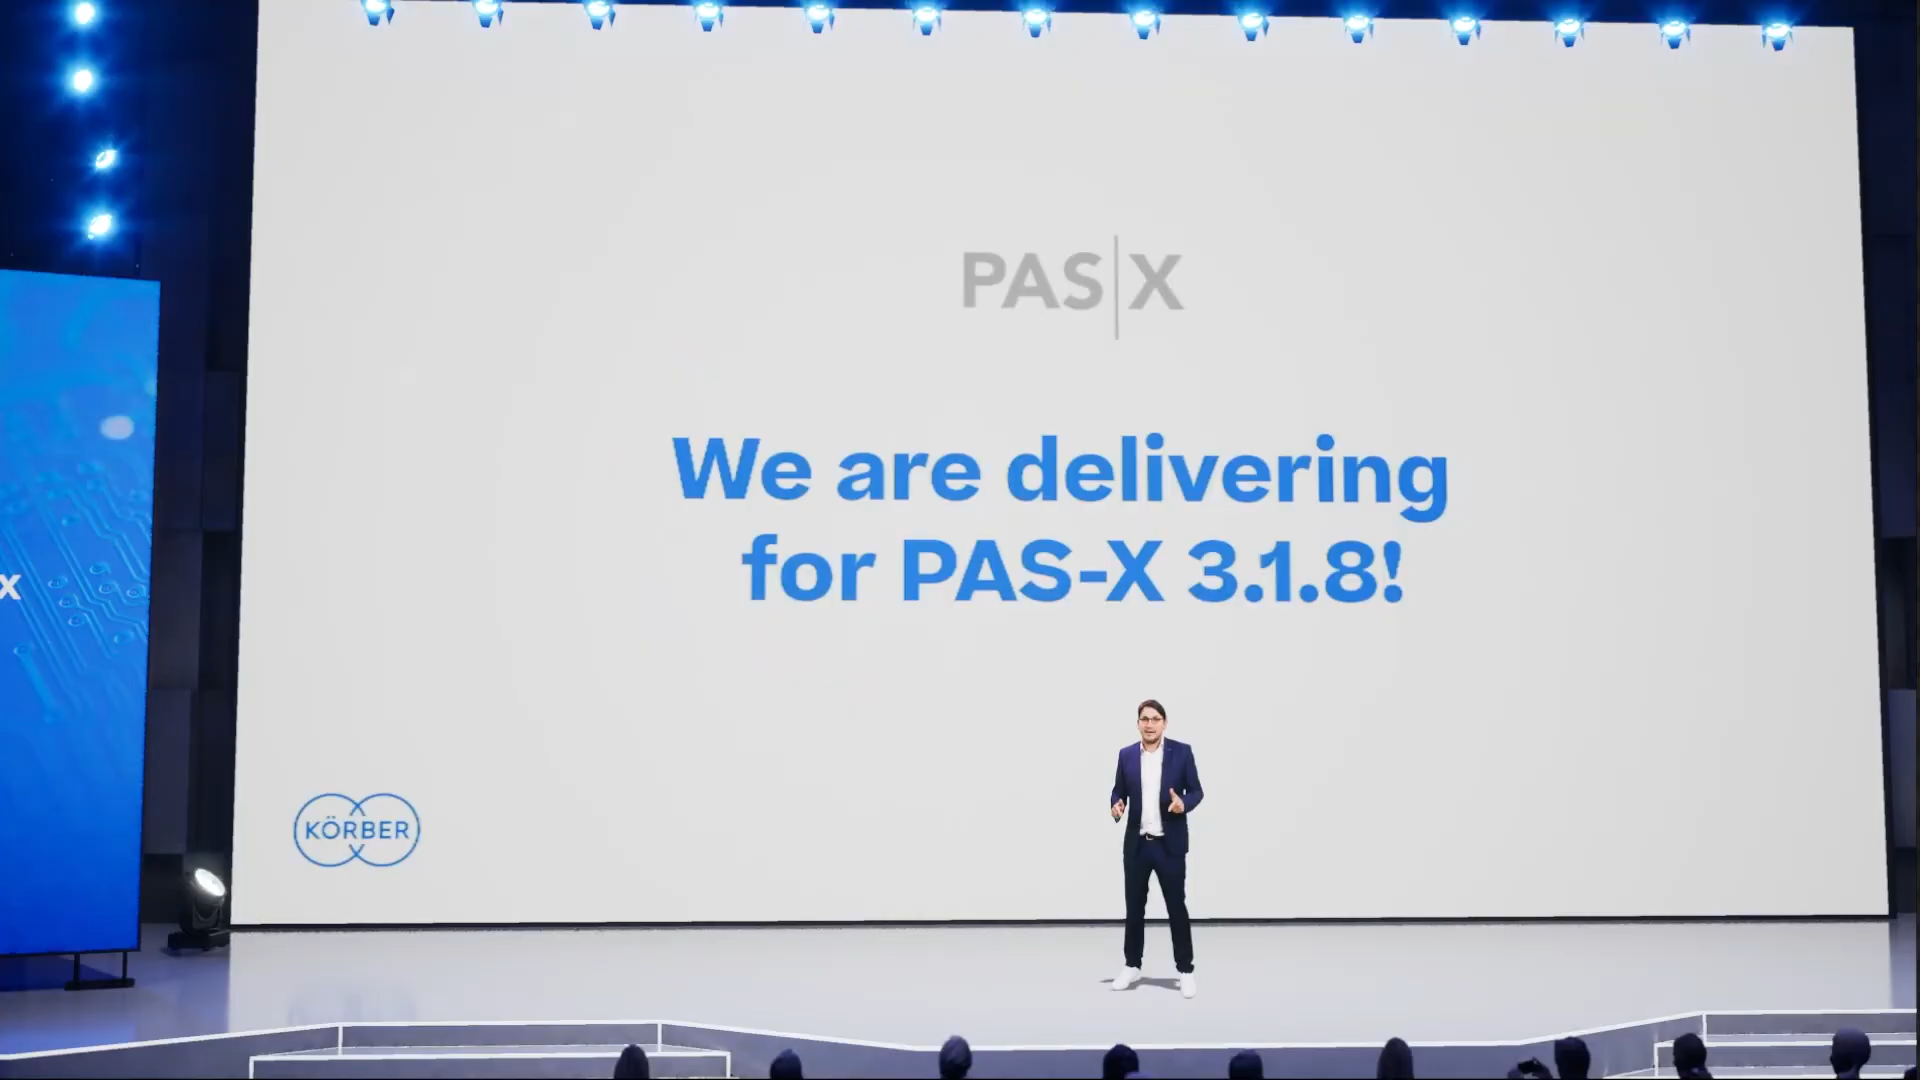 PAS|X
We are delivering
for PAS-X 3.1.8!
X
KÖRBER